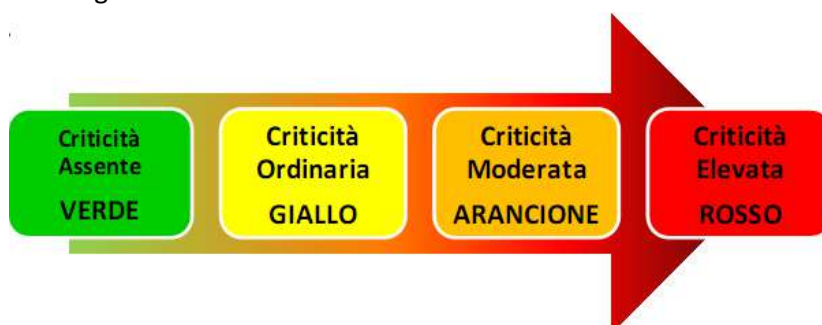 Criticità
Assente
VERDE
Criticità
Ordinaria
GIALLO
Criticità
Moderata
ARANCIONE
Criticità
Elevata
ROSSO